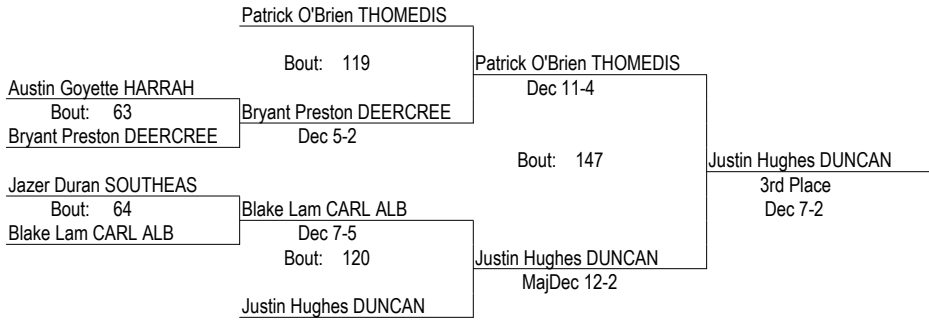 Patrick O'Brien THOMEDIS
Bout: 119
Patrick O'Brien THOMEDIS
Dec 11-4
Austin Goyette HARRAH
Bout: 63
Bryant Preston DEERCREE
Bryant Preston DEERCREE
Dec 5-2
Bout: 147
Justin Hughes DUNCAN
3rd Place
Dec 7-2
Jazer Duran SOUTHEAS
Bout: 64
Blake Lam CARL ALB
Blake Lam CARL ALB
Dec 7-5
Bout: 120
Justin Hughes DUNCAN
MajDec 12-2
Justin Hughes DUNCAN